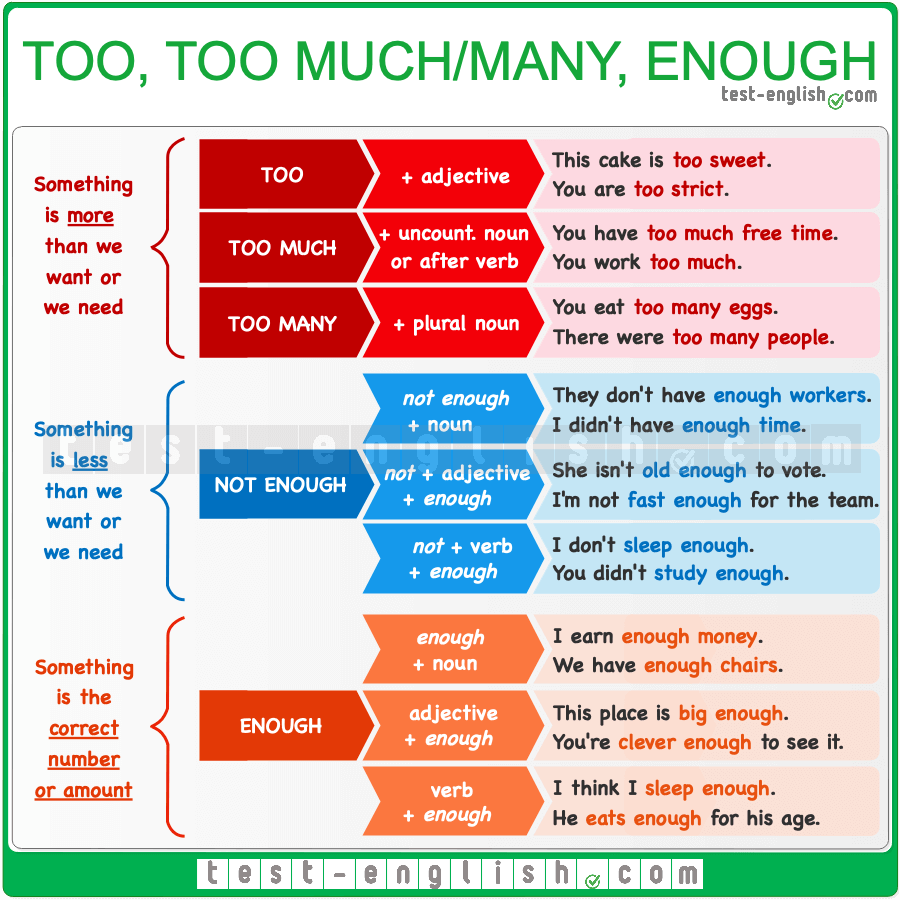 TOO, TOO MUCH/MANY, ENOUGH
test-english.com
Something
is more
than we
want or
we need
TOO
+ adjective
This cake is too sweet.
You are too strict.
TOO MUCH
+ uncount. noun
or after verb
You have too much free time.
You work too much.
TOO MANY
+ plural noun
You eat too many eggs.
There were too many people.
Something
is less
than we
want or
we need
not enough
+ noun
They don't have enough workers.
I didn't have enough time.
test-english.com
NOT ENOUGH
not + adjective
+ enough
She isn't old enough to vote.
I'm not fast enough for the team.
not + verb
+ enough
I don't sleep enough.
You didn't study enough.
Something
is the
correct
number
or amount
enough
+ noun
I earn enough money.
We have enough chairs.
ENOUGH
adjective
+ enough
This place is big enough.
You're clever enough to see it.
verb
+ enough
I think I sleep enough.
He eats enough for his age.
test-english.com